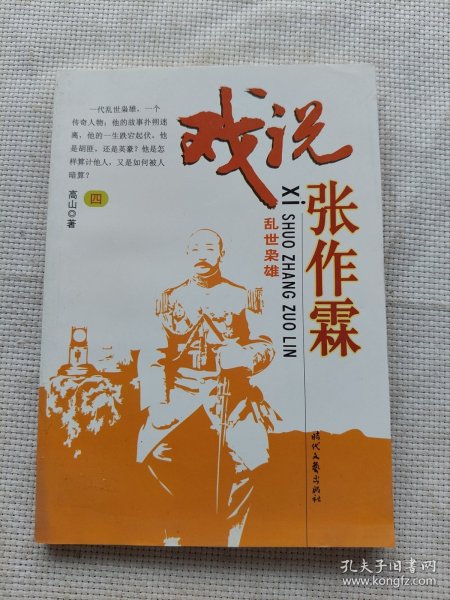 一代乱世枭雄，一个
传奇人物；他的故事扑朔迷
离，他的一生跌宕起伏。他
是胡匪，还是英豪？他是怎
样算计他人，又是如何被人
暗算？
高山◎著
四
戏说
张作霖
XI SHUO ZHANG ZUO LIN
乱世枭雄
时代文艺出版社
孔夫子旧书网
www.kongfz.com